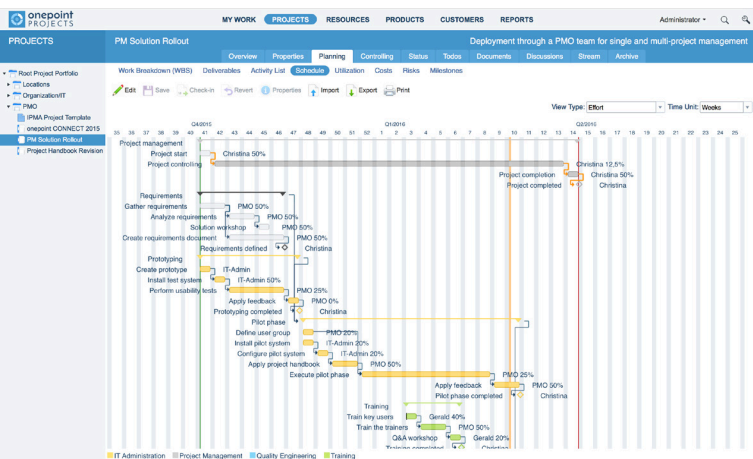 onepoint
PROJECTS
MY WORK PROJECTS RESOURCES PRODUCTS CUSTOMERS REPORTS
Administrator
PROJECTS
PM Solution Rollout
Deployment through a PMO team for single and multi-project management
Overview Properties Planning Controlling Status Todos Documents Discussions Stream Archive
Work Breakdown (WBS) Deliverables Activity List Schedule Utilization Costs Risks Milestones
Root Project Portfolio
Locations
Organization/IT
PMO
IPMA Project Template
onepoint CONNECT 2015
PM Solution Rollout
Project Handbook Revision
Edit Save Check-in Revert Properties Import Export Print
View Type: Effort Time Unit: Weeks
Q4/2015 Q1/2016 Q2/2015
35 36 37 38 39 40 41 42 43 44 45 46 47 48 49 50 51 52 53 1 2 3 4 5 6 7 8 9 10 11 12 13 14 15 16 17 18 19 20 21 22 23 24 25
Project management
Project start Christina 50%
Project controlling Christina 12,5%
Project completion Christina 50%
Project completed Christina
Requirements
Gather requirements PMO 50%
Analyze requirements PMO 50%
Solution workshop PMO 50%
Create requirements document PMO 50%
Requirements defined Christina
Prototyping
Create prototype IT-Admin
Install test system IT-Admin 50%
Perform usability tests PMO 25%
Apply feedback PMO 0%
Prototyping completed Christina
Pilot phase
Define user group PMO 20%
Install pilot system IT-Admin 20%
Configure pilot system IT-Admin 20%
Apply project handbook PMO 50%
Execute pilot phase PMO 25%
Apply feedback PMO 50%
Pilot phase completed Christina
Training
Train key users Gerald 40%
Train the trainers PMO 50%
Q&A workshop Gerald 20%
Training completed Christina
IT Administration Project Management Quality Engineering Training